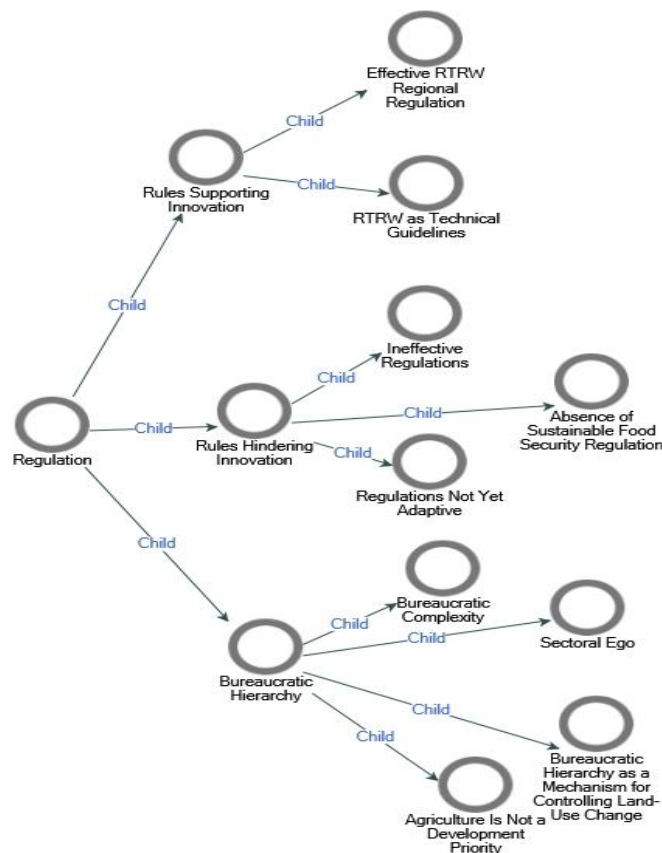 Effective RTRW
Regional
Regulation
Child
Rules Supporting
Innovation
Child
RTRW as Technical
Guidelines
Child
Ineffective
Regulations
Child
Regulation
Child
Rules Hindering
Innovation
Child
Absence of
Sustainable Food
Security Regulation
Child
Regulations Not Yet
Adaptive
Child
Bureaucratic
Complexity
Child
Bureaucratic
Hierarchy
Child
Sectoral Ego
Child
Bureaucratic
Hierarchy as a
Mechanism for
Controlling Land-
Use Change
Child
Agriculture Is Not a
Development
Priority